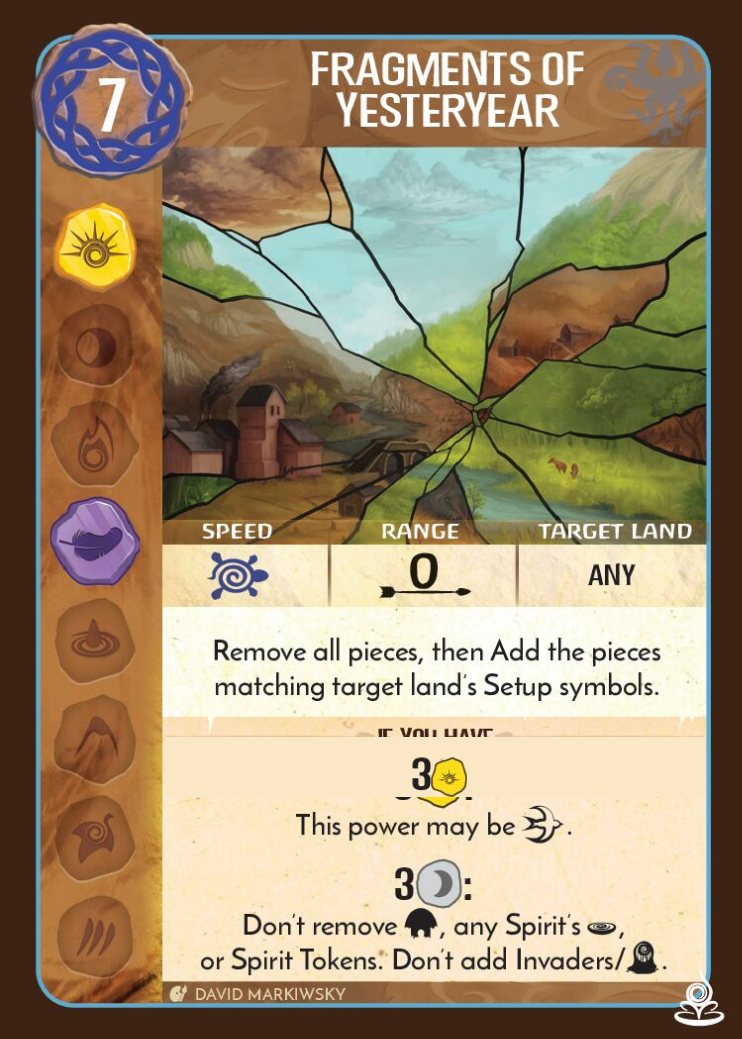 7
FRAGMENTS OF
YESTERYEAR
SPEED RANGE TARGET LAND
0 ANY
Remove all pieces, then Add the pieces
matching target land's Setup symbols.
IF YOU HAVE
3
This power may be .
3 :
Don't remove , any Spirit's ,
or Spirit Tokens. Don't add Invaders/ .
DAVID MARKIWSKY